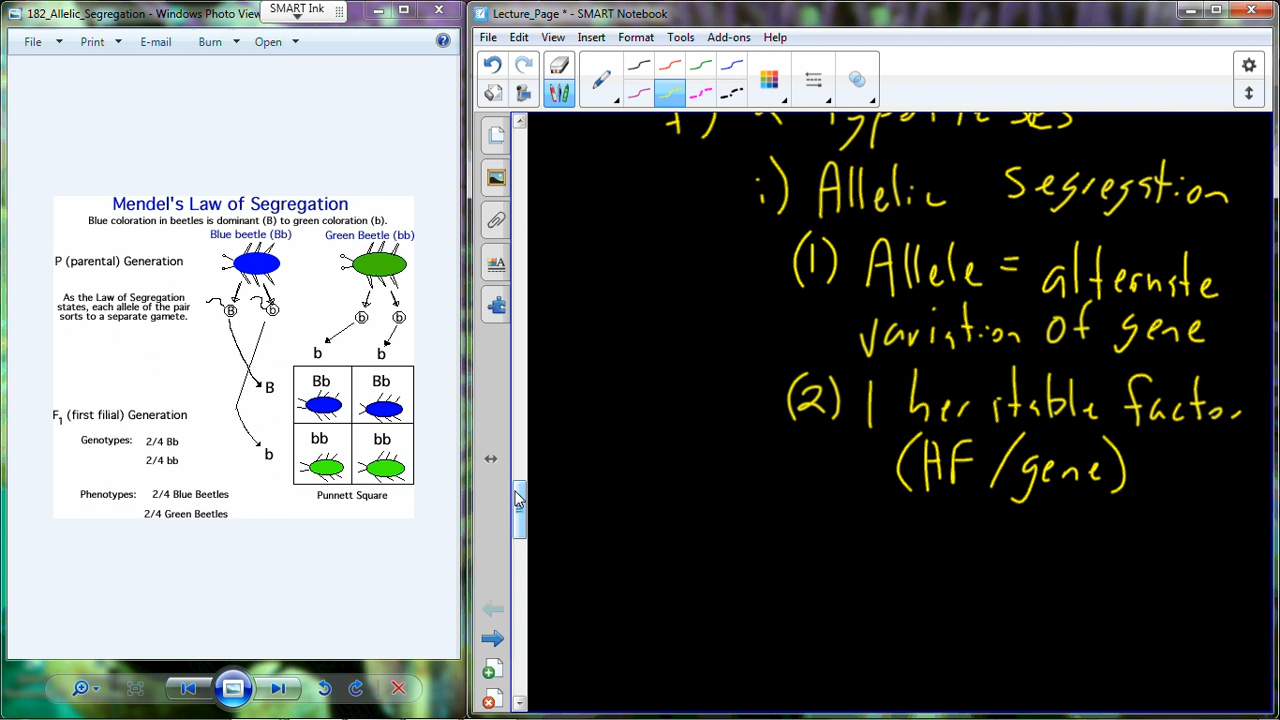 182_Allelic_Segregation - Windows Photo View
SMART Ink
File Print E-mail Burn Open
Mendel's Law of Segregation
Blue coloration in beetles is dominant (B) to green coloration (b).
Blue beetle (Bb) Green Beetle (bb)
P (parental) Generation
As the Law of Segregation
states, each allele of the pair
sorts to a separate gamete.
B b b b
b b
B Bb Bb
F1 (first filial) Generation
Genotypes: 2/4 Bb
2/4 bb
b bb bb
Phenotypes: 2/4 Blue Beetles
2/4 Green Beetles
Punnett Square
Lecture_Page * - SMART Notebook
File Edit View Insert Format Tools Add-ons Help
i) Allelic Segregation
(1) Allele = alternate
variation of gene
(2) 1 heritable factor
(HF/gene)